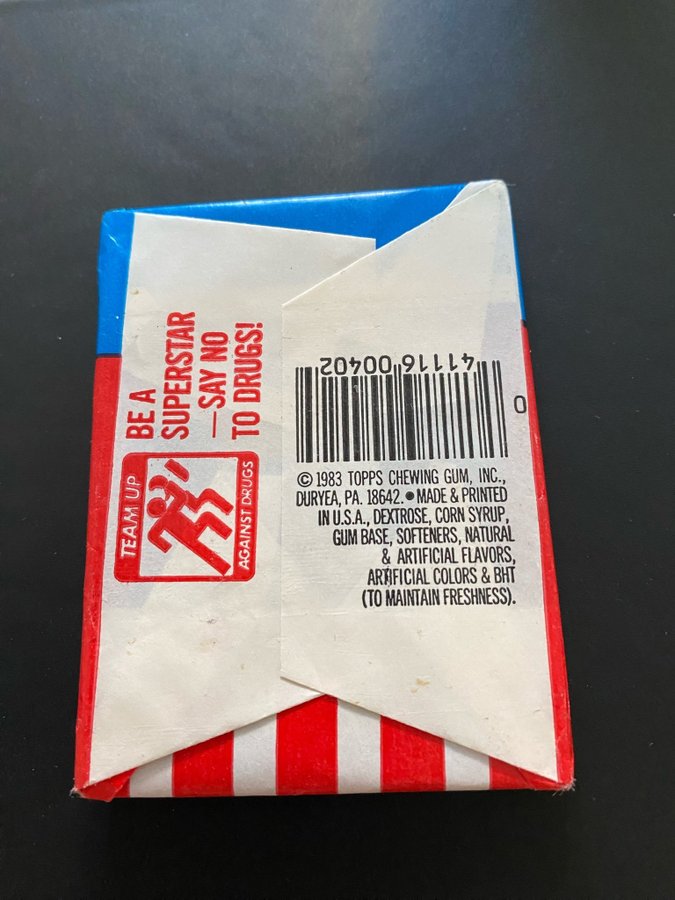 BE A
SUPERSTAR
—SAY NO
TO DRUGS!
TEAM UP
AGAINST DRUGS
41116 00402
0
© 1983 TOPPS CHEWING GUM, INC.,
DURYEA, PA. 18642. ● MADE & PRINTED
IN U.S.A., DEXTROSE, CORN SYRUP,
GUM BASE, SOFTENERS, NATURAL
& ARTIFICIAL FLAVORS,
ARTIFICIAL COLORS & BHT
(TO MAINTAIN FRESHNESS).